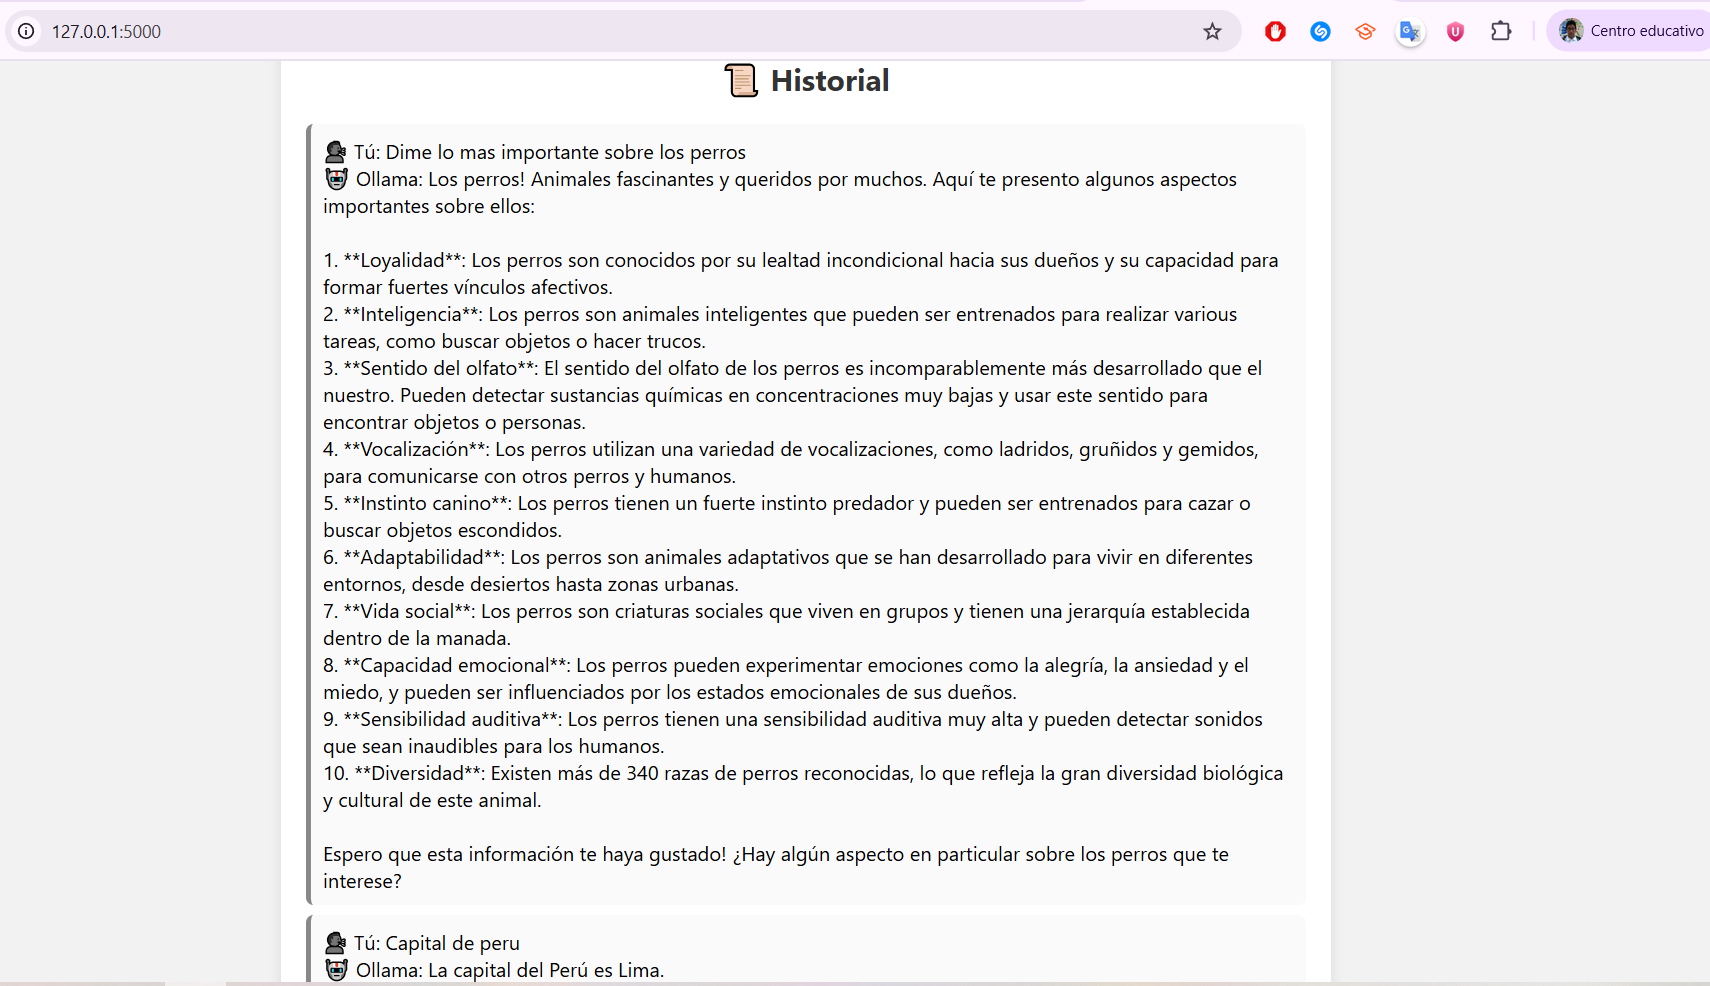 127.0.0.1:5000
Centro educativo
Historial
Tú: Dime lo mas importante sobre los perros
Ollama: Los perros! Animales fascinantes y queridos por muchos. Aquí te presento algunos aspectos
importantes sobre ellos:
1. **Loyalidad**: Los perros son conocidos por su lealtad incondicional hacia sus dueños y su capacidad para
formar fuertes vínculos afectivos.
2. **Inteligencia**: Los perros son animales inteligentes que pueden ser entrenados para realizar various
tareas, como buscar objetos o hacer trucos.
3. **Sentido del olfato**: El sentido del olfato de los perros es incomparablemente más desarrollado que el
nuestro. Pueden detectar sustancias químicas en concentraciones muy bajas y usar este sentido para
encontrar objetos o personas.
4. **Vocalización**: Los perros utilizan una variedad de vocalizaciones, como ladridos, gruñidos y gemidos,
para comunicarse con otros perros y humanos.
5. **Instinto canino**: Los perros tienen un fuerte instinto predador y pueden ser entrenados para cazar o
buscar objetos escondidos.
6. **Adaptabilidad**: Los perros son animales adaptativos que se han desarrollado para vivir en diferentes
entornos, desde desiertos hasta zonas urbanas.
7. **Vida social**: Los perros son criaturas sociales que viven en grupos y tienen una jerarquía establecida
dentro de la manada.
8. **Capacidad emocional**: Los perros pueden experimentar emociones como la alegría, la ansiedad y el
miedo, y pueden ser influenciados por los estados emocionales de sus dueños.
9. **Sensibilidad auditiva**: Los perros tienen una sensibilidad auditiva muy alta y pueden detectar sonidos
que sean inaudibles para los humanos.
10. **Diversidad**: Existen más de 340 razas de perros reconocidas, lo que refleja la gran diversidad biológica
y cultural de este animal.
Espero que esta información te haya gustado! ¿Hay algún aspecto en particular sobre los perros que te
interese?
Tú: Capital de peru
Ollama: La capital del Perú es Lima.